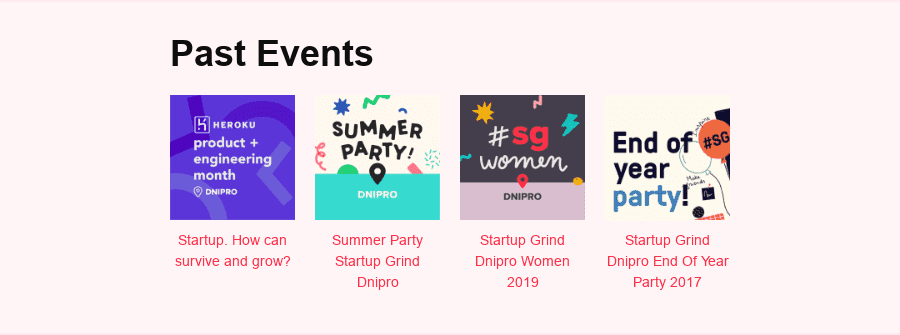 Past Events
HEROKU
product +
engineering
month
DNIPRO
Startup. How can
survive and grow?
SUMMER
PARTY!
DNIPRO
Summer Party
Startup Grind
Dnipro
#sg
women
DNIPRO
Startup Grind
Dnipro Women
2019
End of
year
party!
#SG
Make
friends
Startup Grind
Dnipro End Of Year
Party 2017